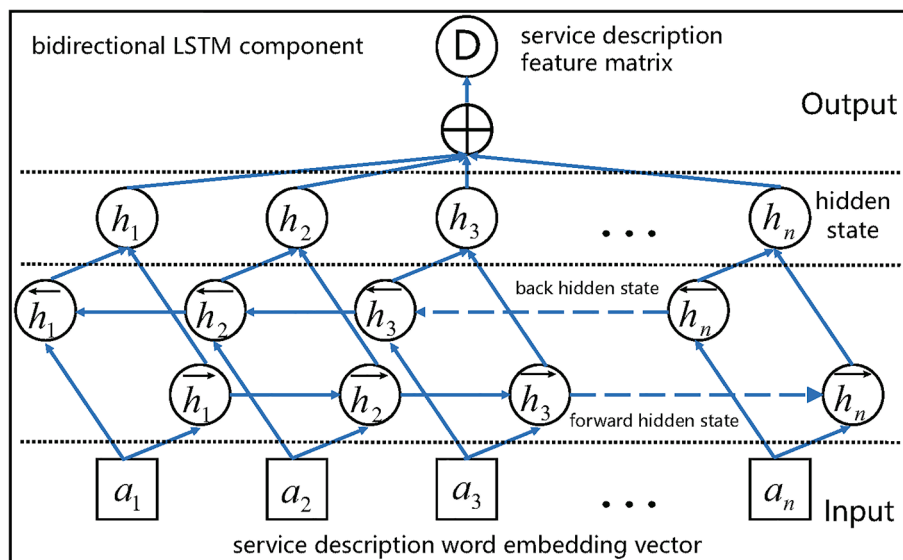 bidirectional LSTM component
D
service description
feature matrix
Output
h₁ h₂ h₃ ... hₙ
hidden
state
back hidden state
←h₁ ←h₂ ←h₃ ←hₙ
→h₁ →h₂ →h₃ →hₙ
forward hidden state
a₁ a₂ a₃ ... aₙ
Input
service description word embedding vector